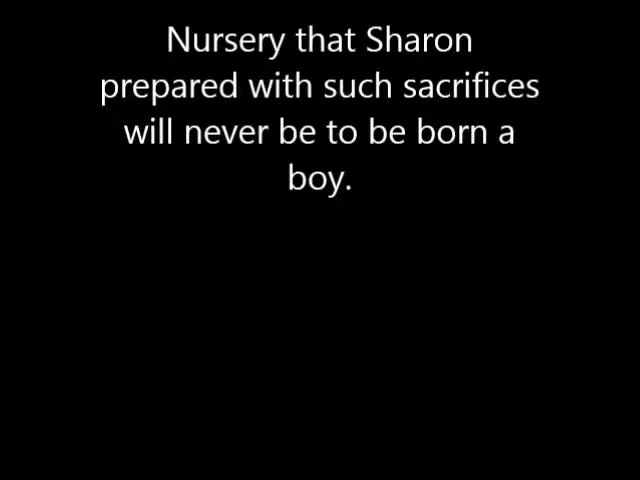 Nursery that Sharon
prepared with such sacrifices
will never be to be born a
boy.